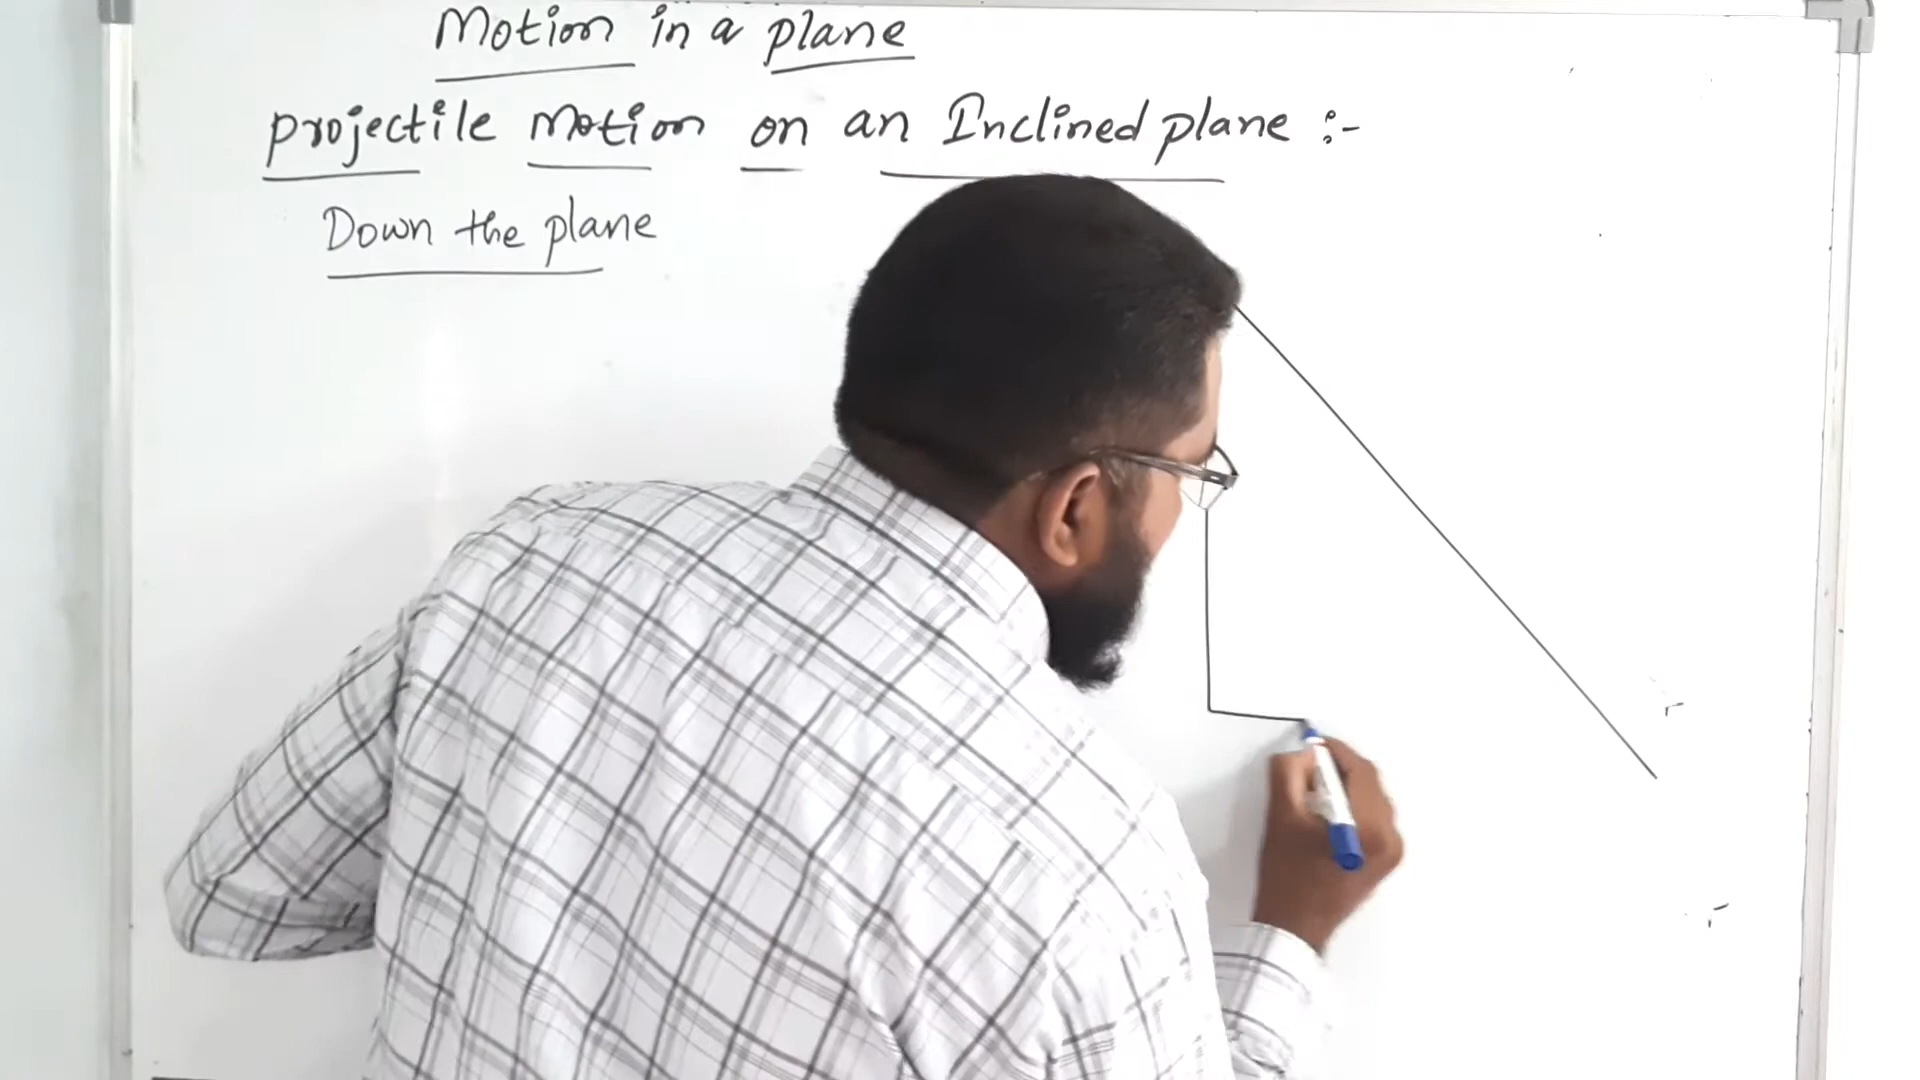 Motion in a plane
projectile motion on an Inclined plane :-
Down the plane